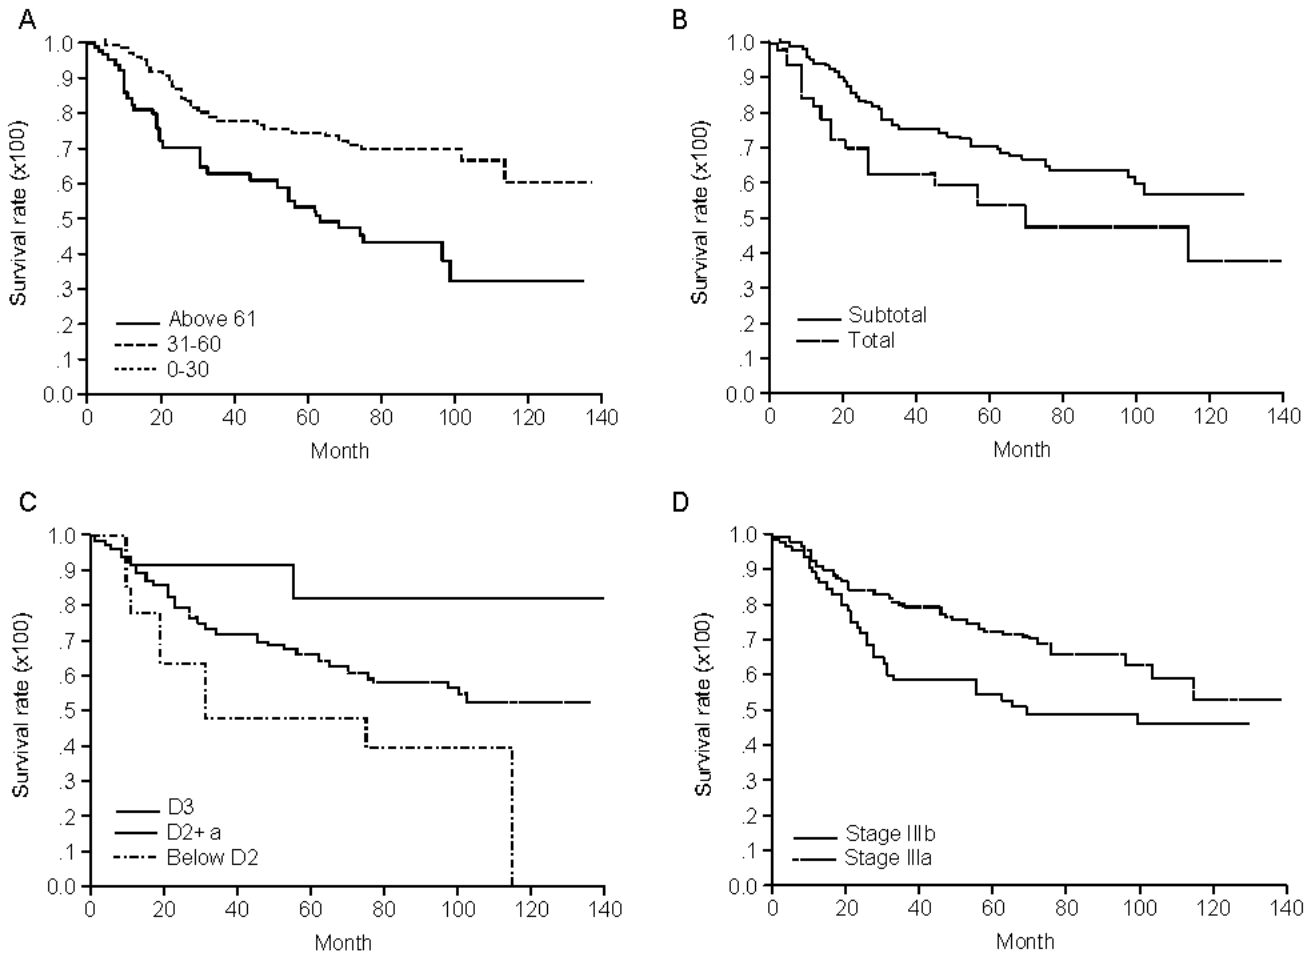 A
Survival rate (x100)
1.0
.9
.8
.7
.6
.5
.4
.3
.2
.1
0.0
Above 61
31-60
0-30
0 20 40 60 80 100 120 140
Month
B
Survival rate (x100)
1.0
.9
.8
.7
.6
.5
.4
.3
.2
.1
0.0
Subtotal
Total
0 20 40 60 80 100 120 140
Month
C
Survival rate (x100)
1.0
.9
.8
.7
.6
.5
.4
.3
.2
.1
0.0
D3
D2+ a
Below D2
0 20 40 60 80 100 120 140
Month
D
Survival rate (x100)
1.0
.9
.8
.7
.6
.5
.4
.3
.2
.1
0.0
Stage IIIb
Stage IIIa
0 20 40 60 80 100 120 140
Month